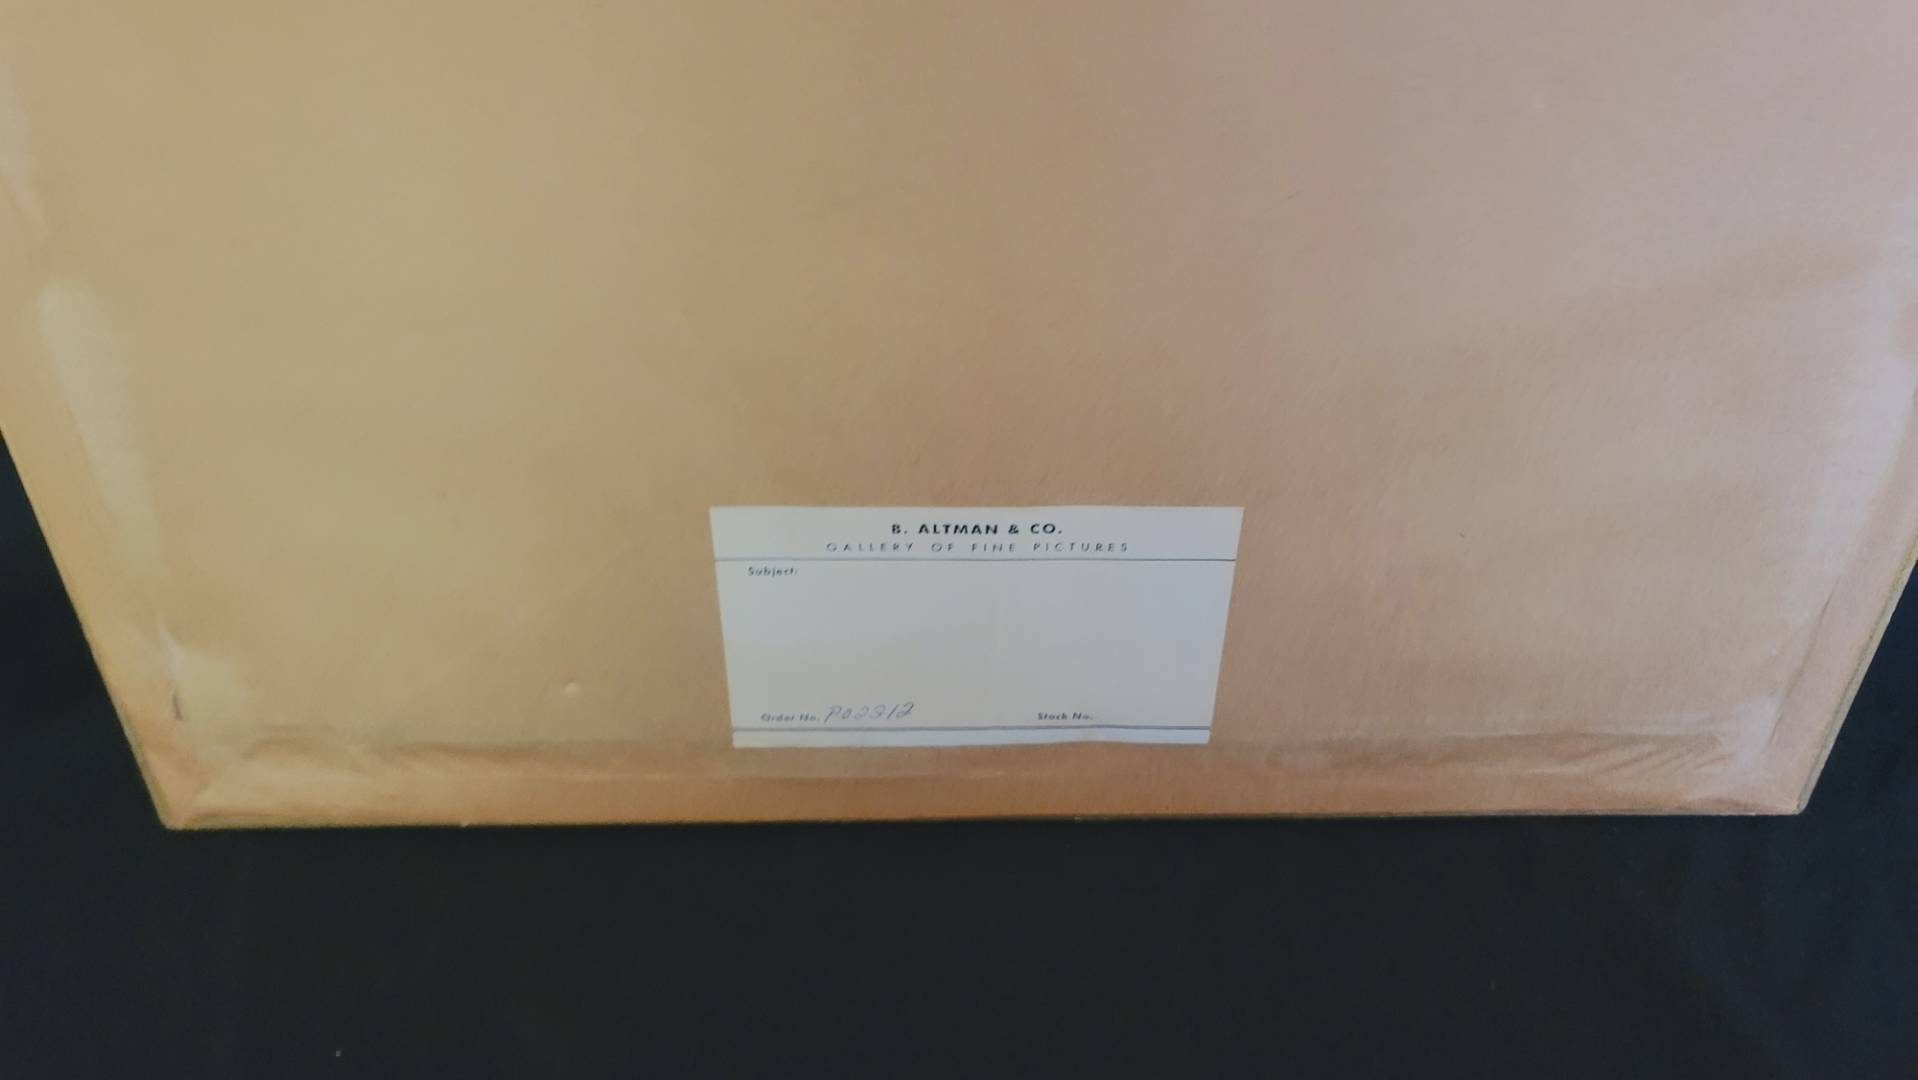 B. ALTMAN & CO.
GALLERY OF FINE PICTURES
Subject:
Order No. P02312
Stock No.